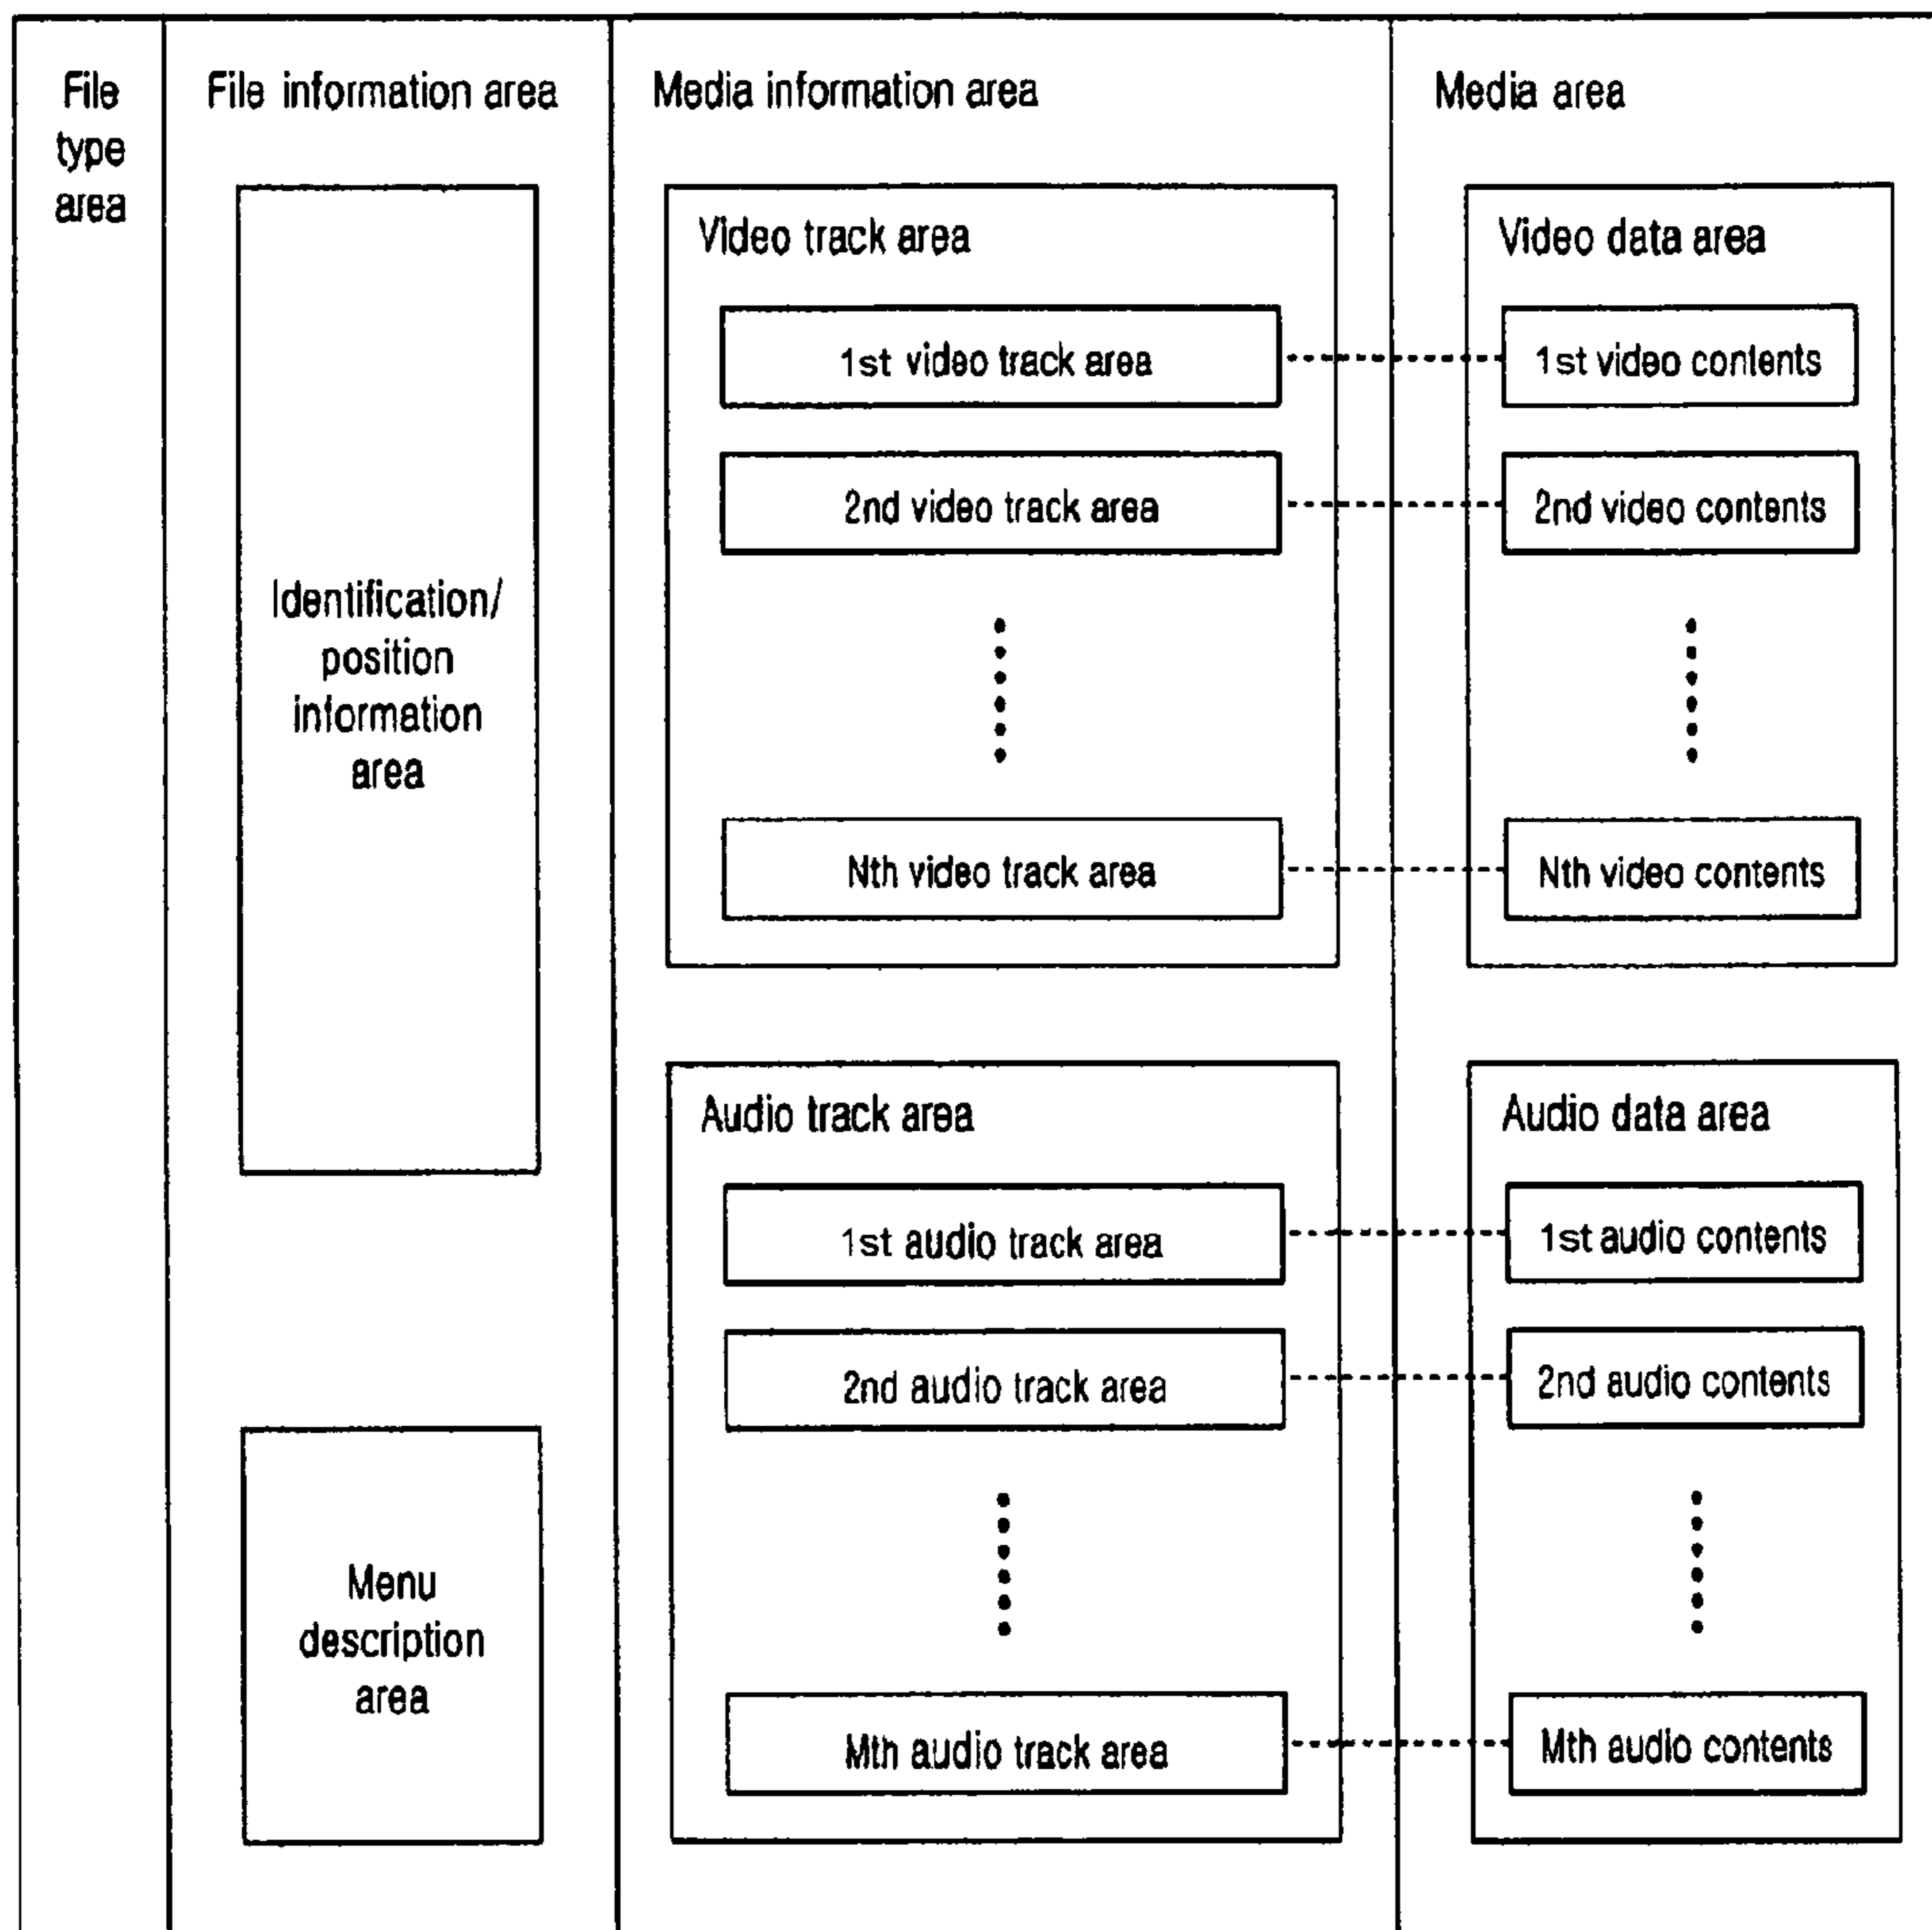 File
type
area
File information area
Identification/
position
information
area
Menu
description
area
Media information area
Video track area
1st video track area
2nd video track area
Nth video track area
Audio track area
1st audio track area
2nd audio track area
Mth audio track area
Media area
Video data area
1st video contents
2nd video contents
Nth video contents
Audio data area
1st audio contents
2nd audio contents
Mth audio contents